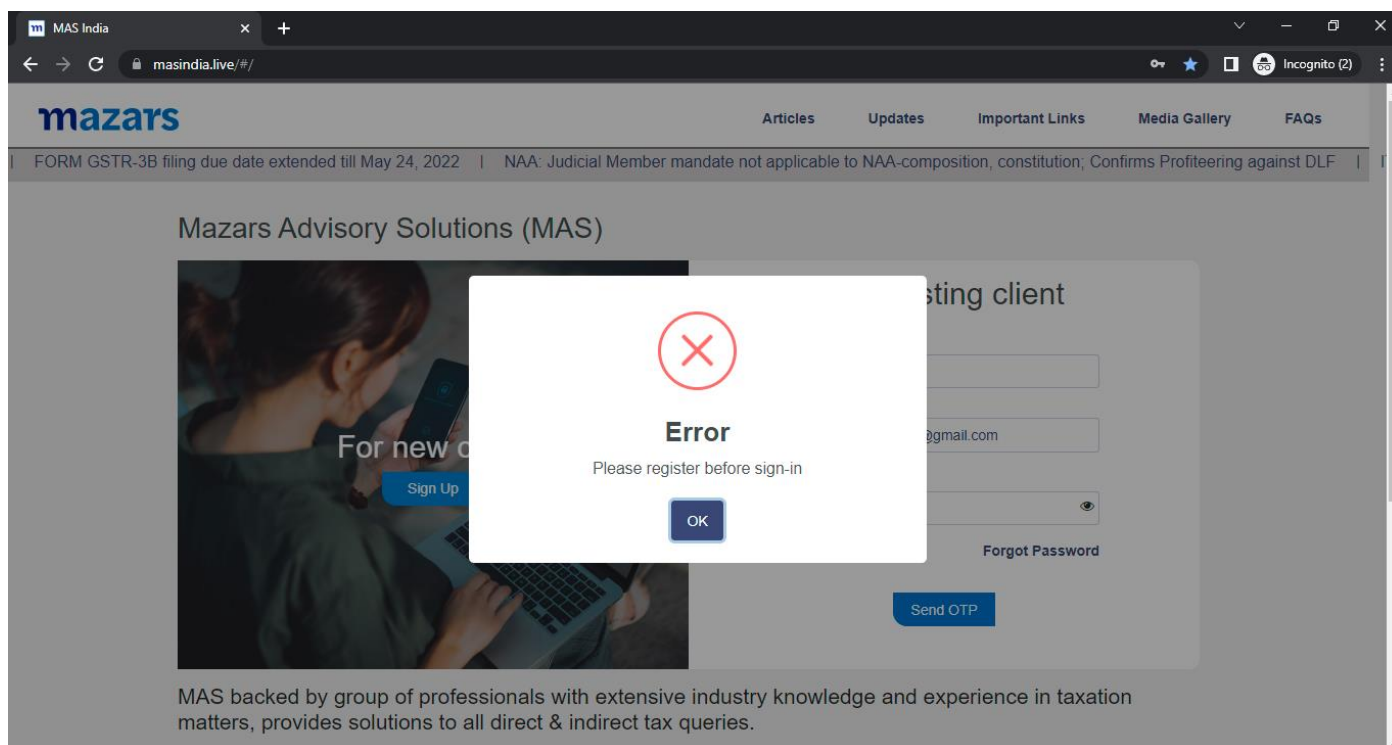 MAS India
masindia.live/#/
Incognito (2)
mazars
Articles Updates Important Links Media Gallery FAQs
| FORM GSTR-3B filing due date extended till May 24, 2022 | NAA: Judicial Member mandate not applicable to NAA-composition, constitution; Confirms Profiteering against DLF |
Mazars Advisory Solutions (MAS)
sting client
@gmail.com
For new c
Sign Up
Error
Please register before sign-in
OK
Forgot Password
Send OTP
MAS backed by group of professionals with extensive industry knowledge and experience in taxation
matters, provides solutions to all direct & indirect tax queries.